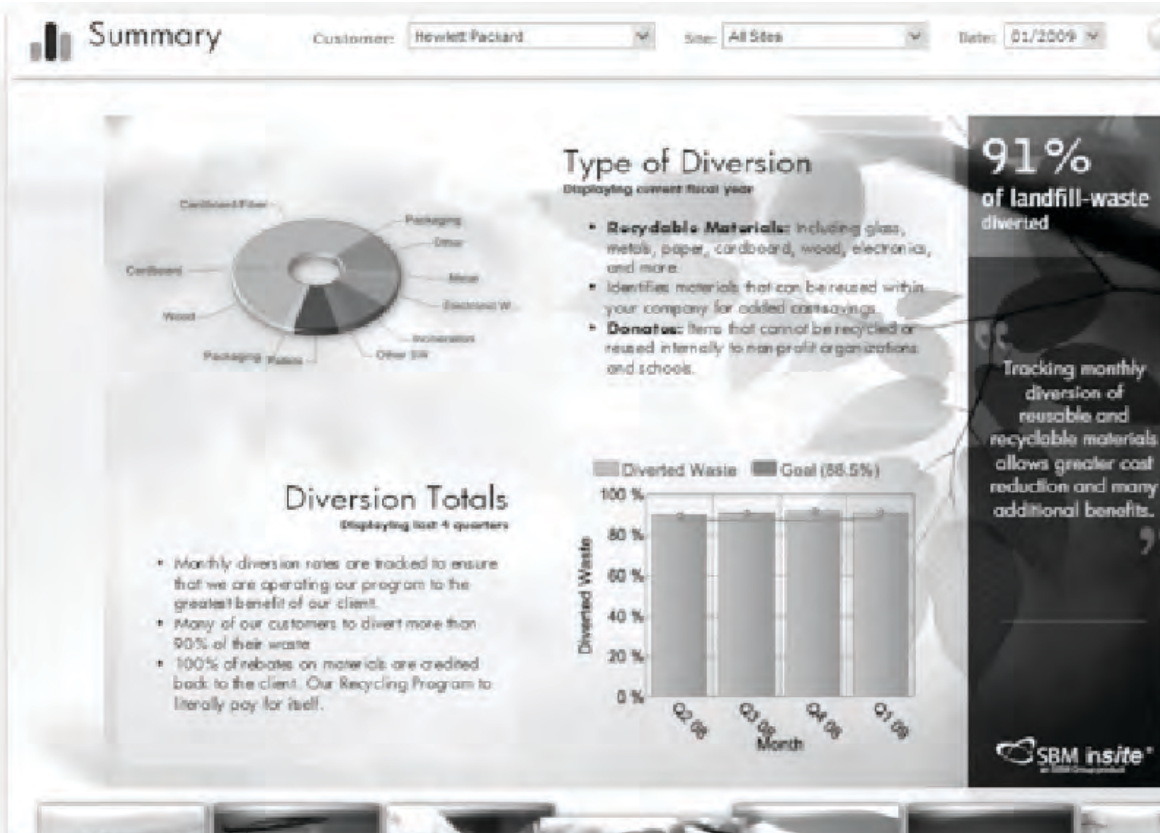 Summary
Customer: Hewlett Packard
Site: All Sites
Date: 01/2009
Type of Diversion
Displaying current fiscal year
• Recyclable Materials: Including glass,
metals, paper, cardboard, wood, electronics,
and more.
• Identifies materials that can be reused within
your company for added cost-savings.
• Donatus: Items that cannot be recycled or
reused internally to non-profit organizations
and schools.
Cardboard/Fiber
Packaging
Other
Metal
Cardboard
Electronic W...
Wood
Incineration
Packaging
Pallets
Other SW
91%
of landfill-waste
diverted
“
Tracking monthly
diversion of
reusable and
recyclable materials
allows greater cost
reduction and many
additional benefits.
”
Diversion Totals
Displaying last 4 quarters
• Monthly diversion rates are tracked to ensure
that we are operating our program to the
greatest benefit of our client.
• Many of our customers to divert more than
90% of their waste
• 100% of rebates on materials are credited
back to the client. Our Recycling Program to
literally pay for itself.
Diverted Waste
Goal (88.5%)
100 %
80 %
60 %
40 %
20 %
0 %
Diverted Waste
Q2 08
Q3 08
Q4 08
Q1 09
Month
SBM insite